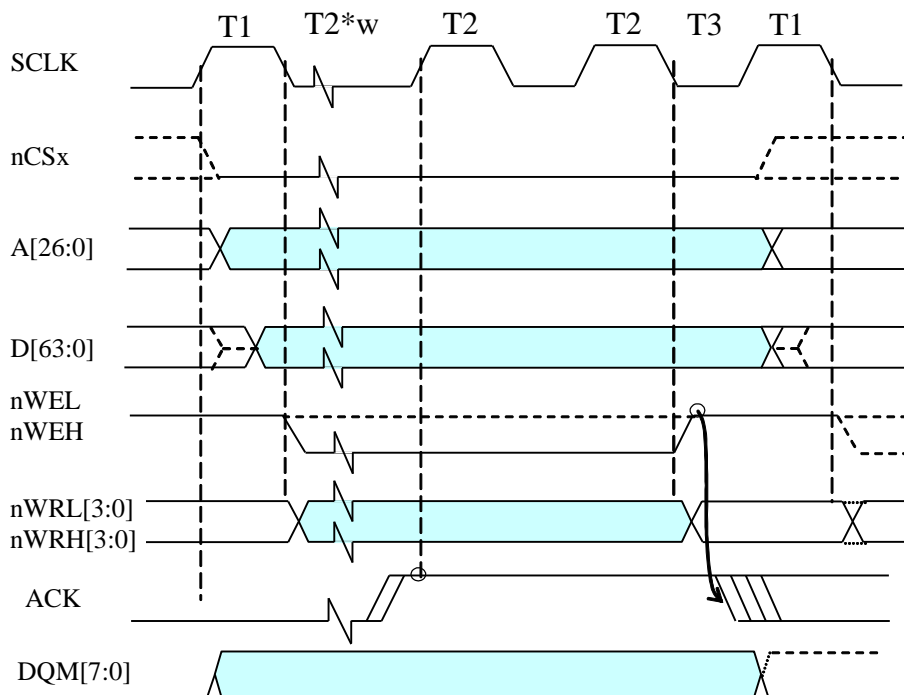 T1 T2*w T2 T2 T3 T1
SCLK
nCSx
A[26:0]
D[63:0]
nWEL
nWEH
nWRL[3:0]
nWRH[3:0]
ACK
DQM[7:0]